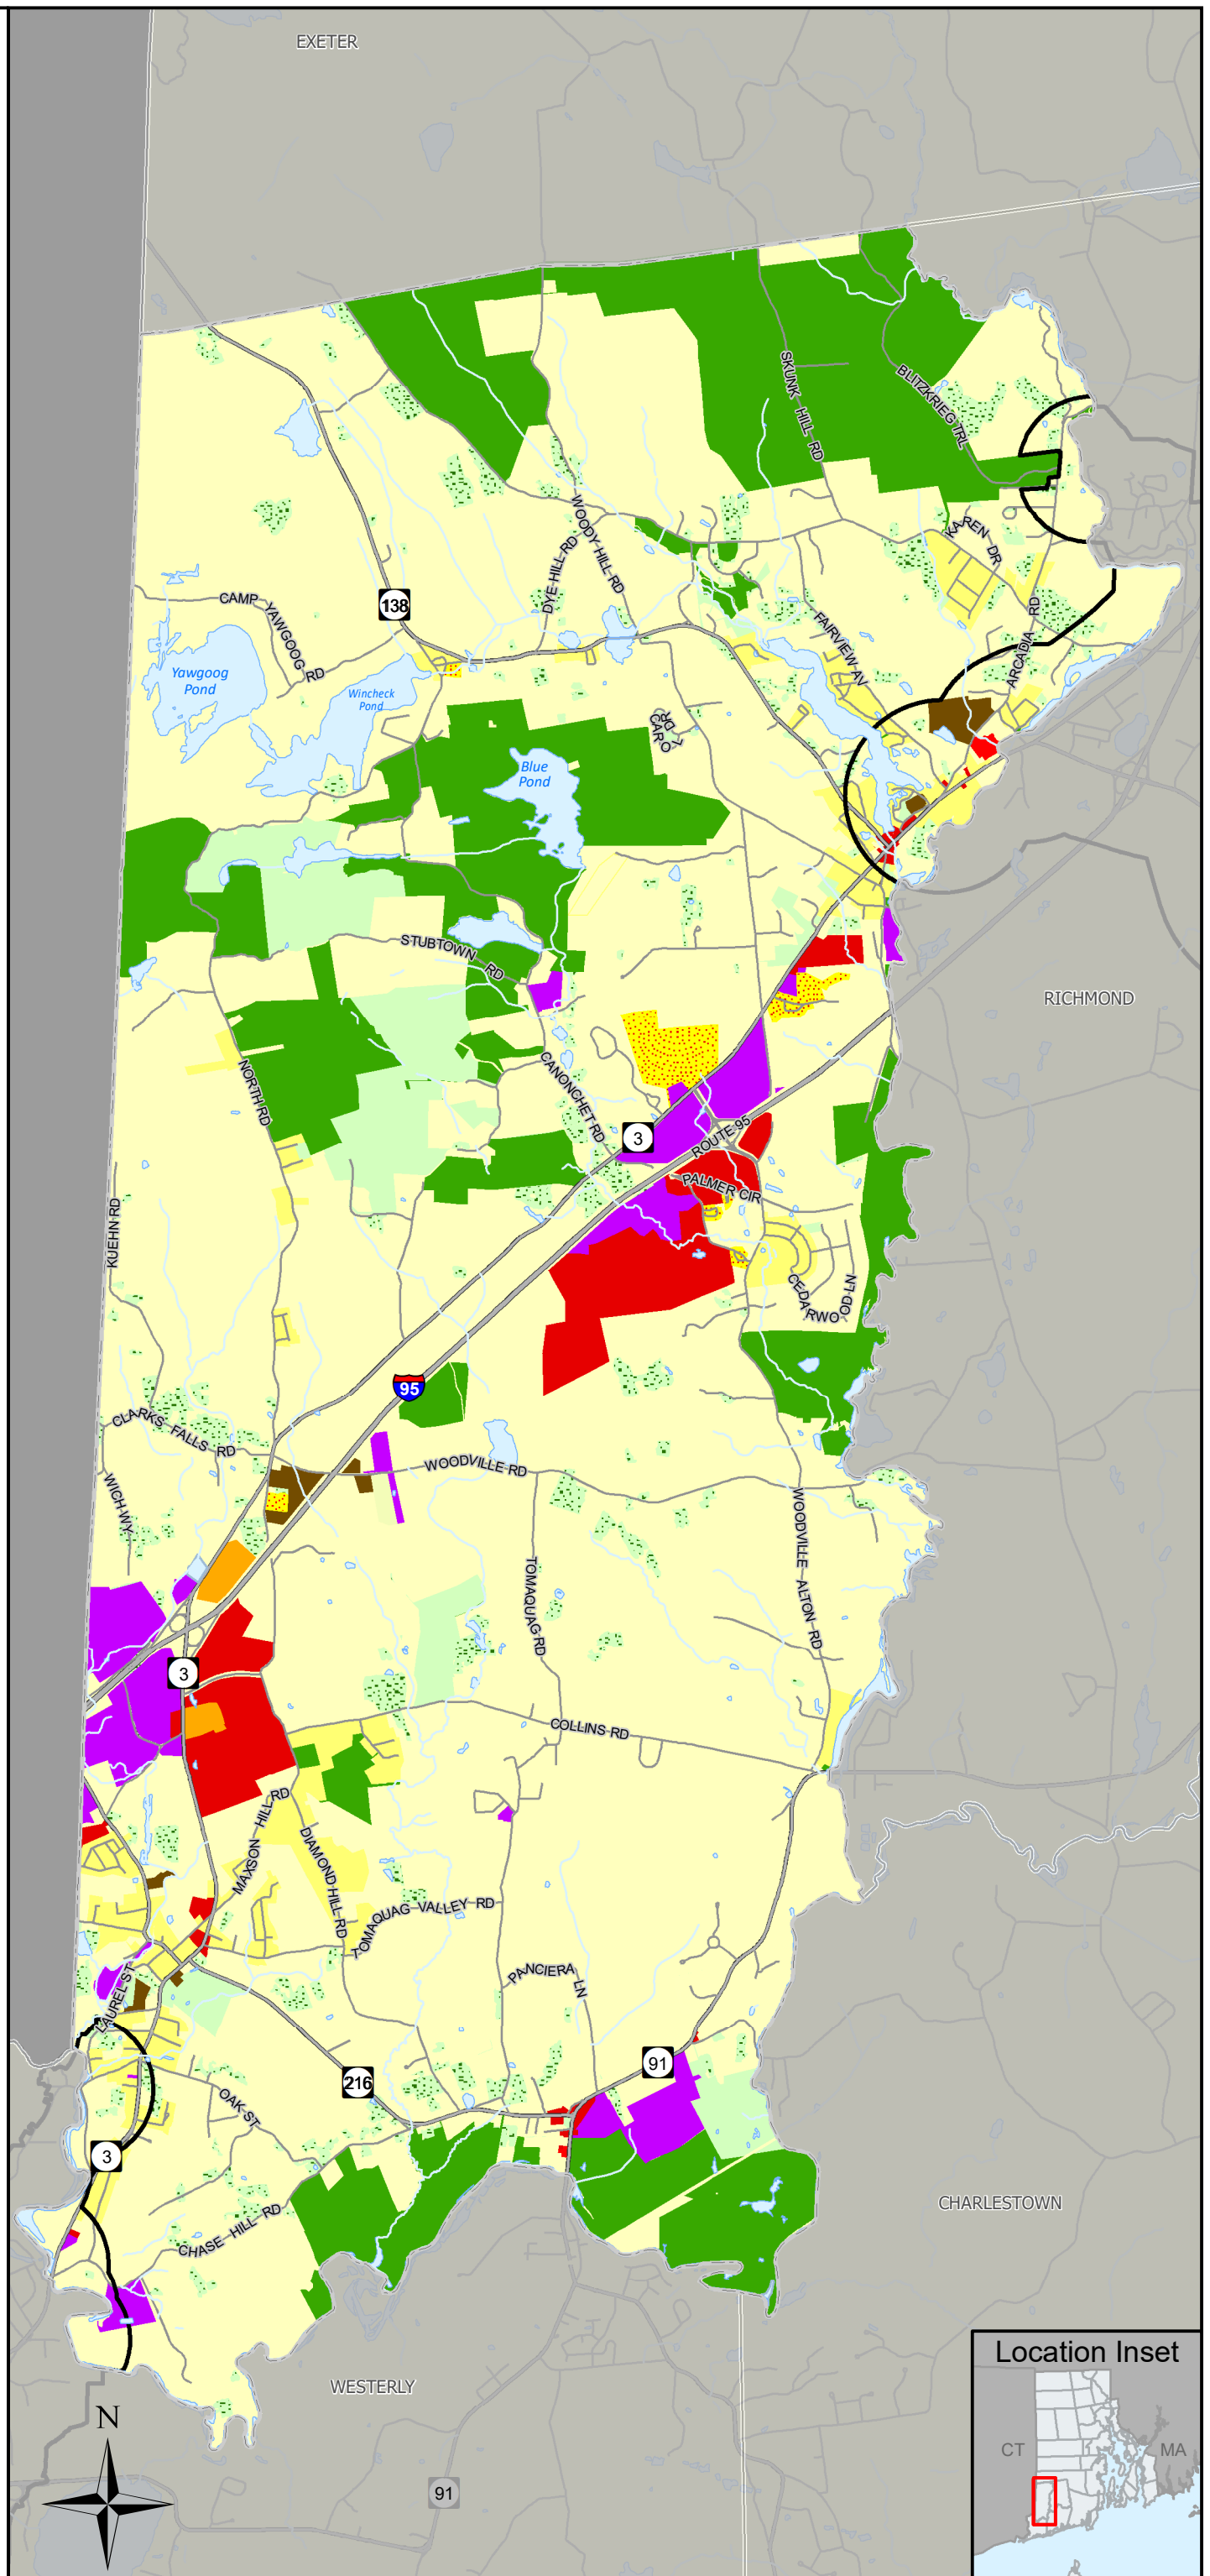 EXETER
SKUNK HILL RD
BLITZKRIEG TRL
KAREN DR
WOODY HILL RD
DYE HILL RD
138
CAMP YAWGOOG RD
FAIRVIEW AV
ARCADIA RD
Yawgoog
Pond
Wincheck
Pond
CAROL DR
Blue
Pond
STUBTOWN RD
RICHMOND
NORTH RD
CANONCHET RD
3
ROUTE 95
PALMER CIR
KUEHN RD
CEDARWOOD LN
95
CLARKS FALLS RD
WOODVILLE RD
WICH WY
WOODVILLE ALTON RD
TOMAQUAG RD
3
COLLINS RD
MAXSON HILL RD
DIAMOND HILL RD
TOMAQUAG VALLEY RD
PANCIERA LN
LAUREL ST
91
216
OAK ST
3
CHASE HILL RD
CHARLESTOWN
WESTERLY
Location Inset
N
CT
MA
91